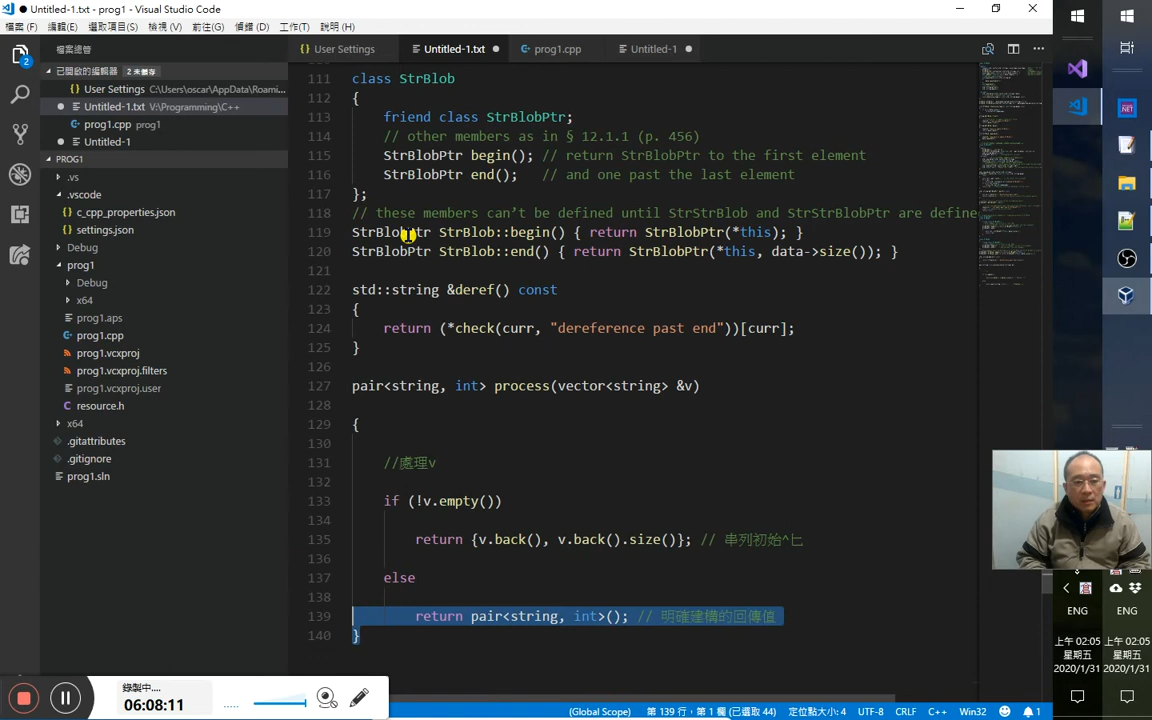 ● Untitled-1.txt - prog1 - Visual Studio Code
檔案 (F) 編輯(E) 選取項目(S) 檢視 (V) 前往(G) 偵錯 (D) 工作(T) 說明 (H)
檔案總管
User Settings
Untitled-1.txt
prog1.cpp
Untitled-1
已開啟的編輯器 2 未儲存
User Settings C:\Users\oscar\AppData\Roami...
Untitled-1.txt V:\Programming\C++
prog1.cpp prog1
Untitled-1
PROG1
.vs
.vscode
c_cpp_properties.json
settings.json
Debug
prog1
Debug
x64
prog1.aps
prog1.cpp
prog1.vcxproj
prog1.vcxproj.filters
prog1.vcxproj.user
resource.h
x64
.gitattributes
.gitignore
prog1.sln
2
111 class StrBlob
112 {
113 friend class StrBlobPtr;
114 // other members as in § 12.1.1 (p. 456)
115 StrBlobPtr begin(); // return StrBlobPtr to the first element
116 StrBlobPtr end(); // and one past the last element
117 };
118 // these members can’t be defined until StrStrBlob and StrStrBlobPtr are define
119 StrBlobPtr StrBlob::begin() { return StrBlobPtr(*this); }
120 StrBlobPtr StrBlob::end() { return StrBlobPtr(*this, data->size()); }
121
122 std::string &deref() const
123 {
124 return (*check(curr, "dereference past end"))[curr];
125 }
126
127 pair<string, int> process(vector<string> &v)
128
129 {
130
131 //處理v
132
133 if (!v.empty())
134
135 return {v.back(), v.back().size()}; // 串列初始^匕
136
137 else
138
139 return pair<string, int>(); // 明確建構的回傳值
140 }
錄製中....
06:08:11
(Global Scope) 第 139 行，第 1 欄 (已選取 44) 定位點大小: 4 UTF-8 CRLF C++ Win32 1
.NET
ENG
上午 02:05
星期五
2020/1/31
ENG
上午 02:05
星期五
2020/1/31